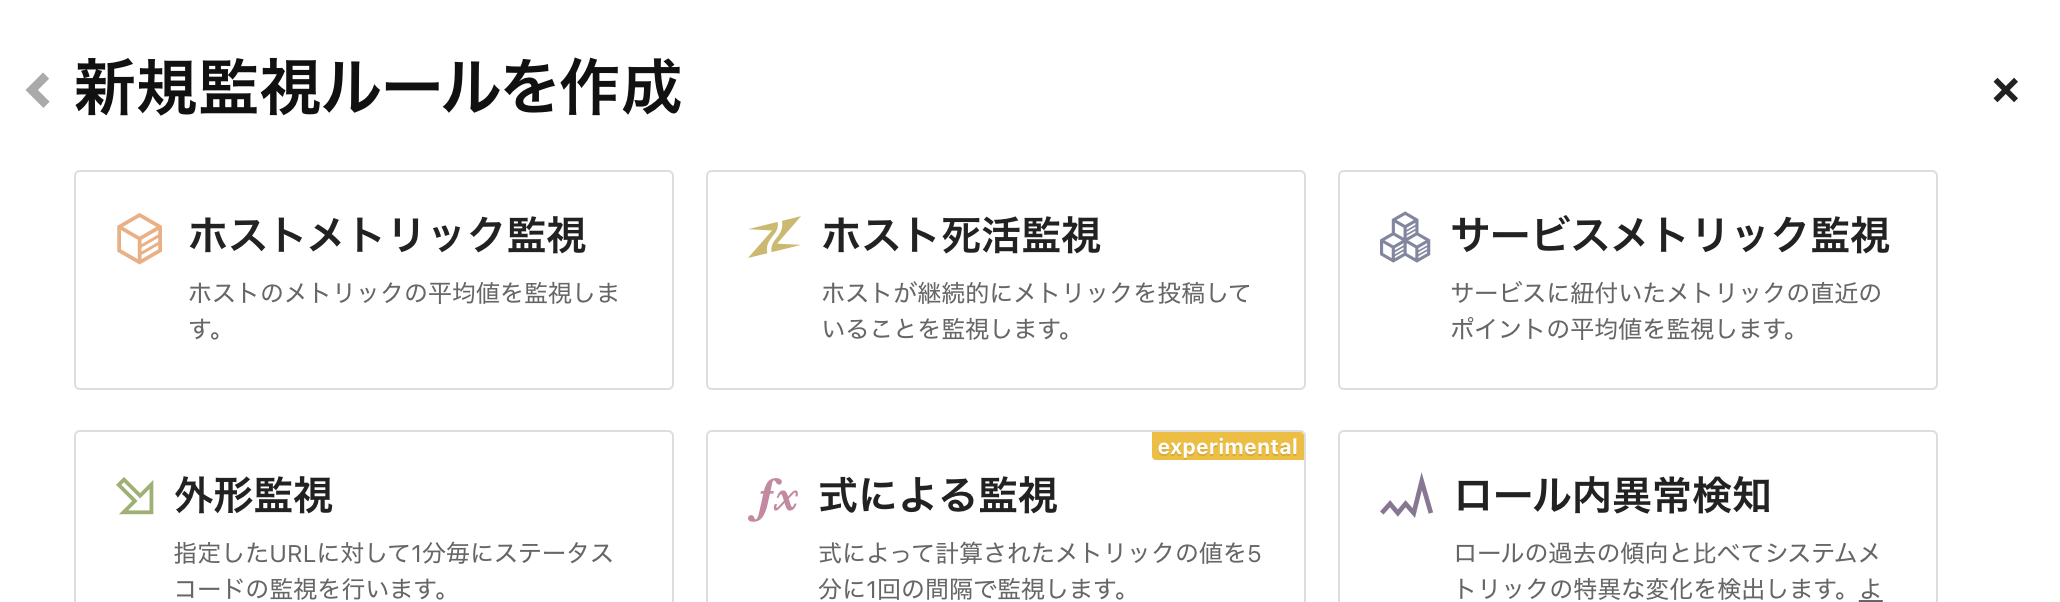 新規監視ルールを作成
ホストメトリック監視
ホストのメトリックの平均値を監視しま
す。
ホスト死活監視
ホストが継続的にメトリックを投稿して
いることを監視します。
サービスメトリック監視
サービスに紐付いたメトリックの直近の
ポイントの平均値を監視します。
外形監視
指定したURLに対して1分毎にステータス
コードの監視を行います。
experimental
fx 式による監視
式によって計算されたメトリックの値を5
分に1回の間隔で監視します。
ロール内異常検知
ロールの過去の傾向と比べてシステムメ
トリックの特異な変化を検出します。よ